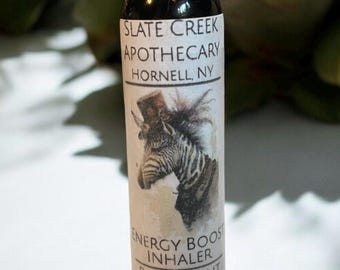 SLATE CREEK
APOTHECARY
HORNELL, NY
ENERGY BOOST
INHALER